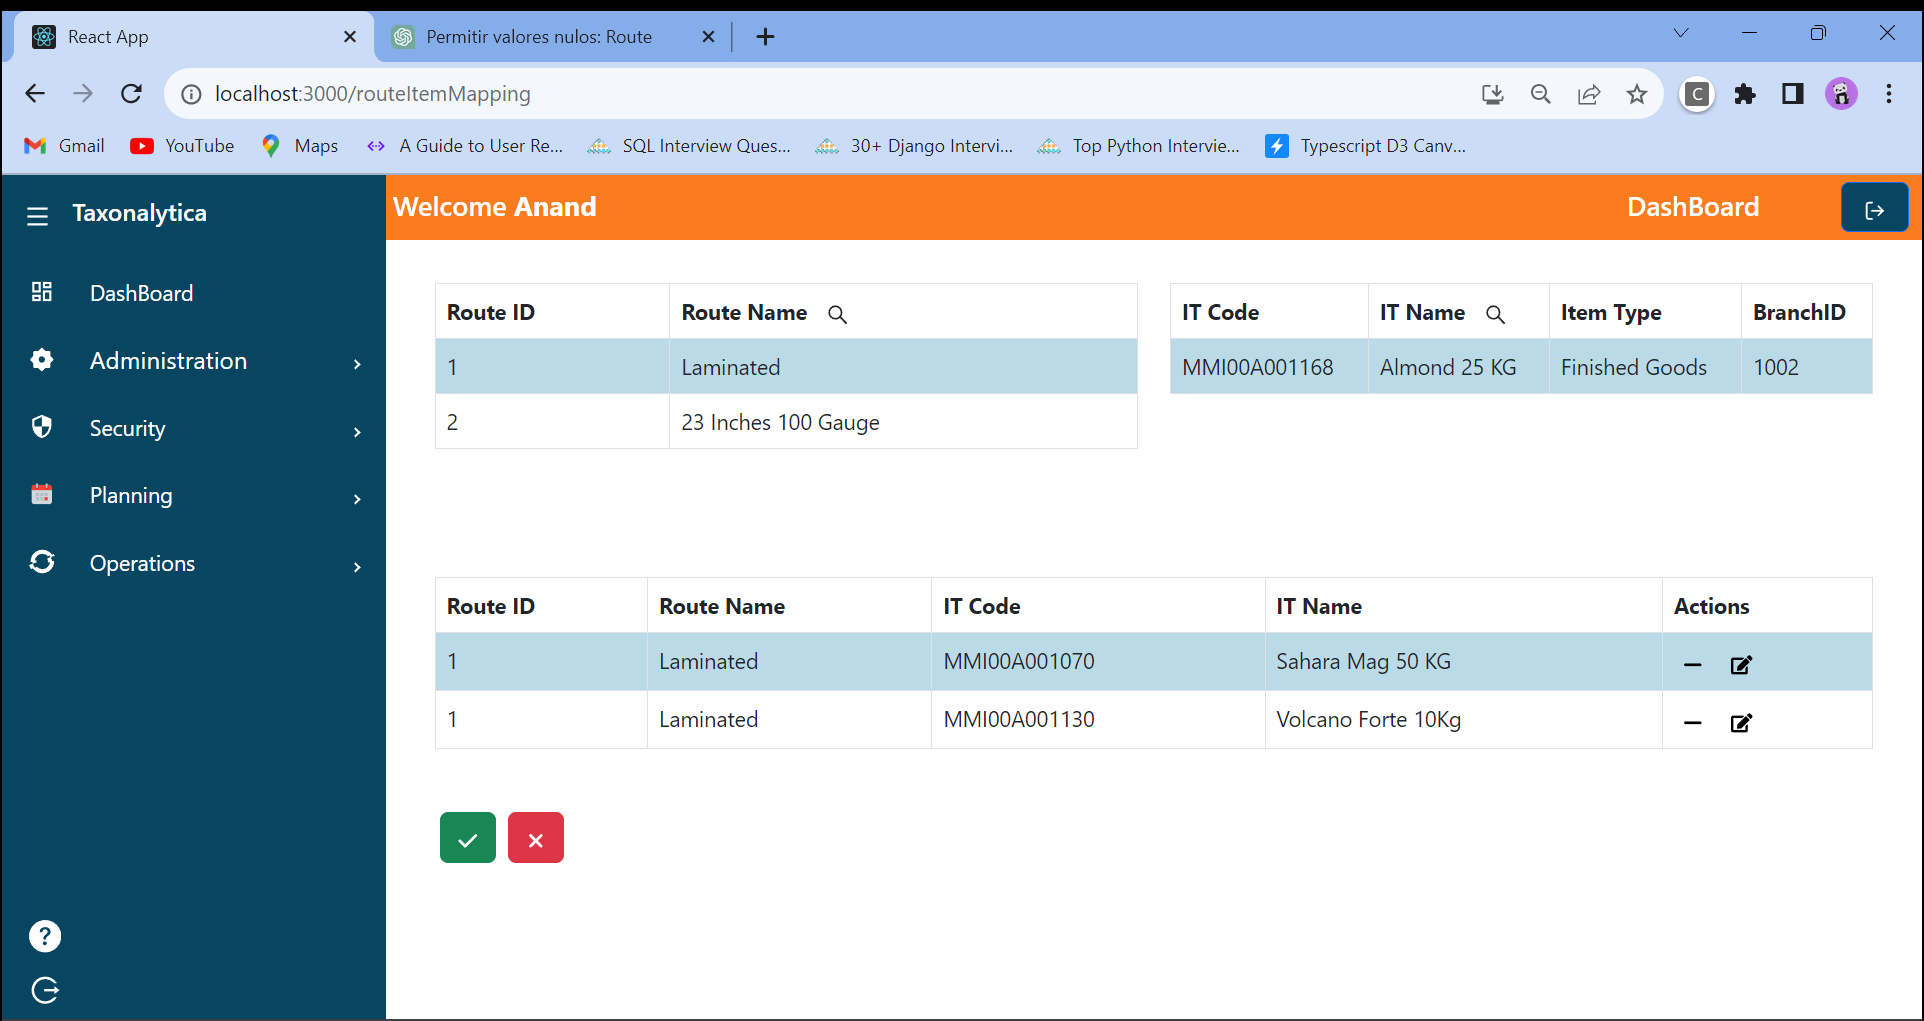 React App
Permitir valores nulos: Route
localhost:3000/routeItemMapping
C
Gmail
YouTube
Maps
A Guide to User Re...
SQL Interview Ques...
30+ Django Intervi...
Top Python Intervie...
Typescript D3 Canv...
Taxonalytica
Welcome Anand
DashBoard
DashBoard
Administration
Security
Planning
Operations
Route ID Route Name
1 Laminated
2 23 Inches 100 Gauge
IT Code IT Name Item Type BranchID
MMI00A001168 Almond 25 KG Finished Goods 1002
Route ID Route Name IT Code IT Name Actions
1 Laminated MMI00A001070 Sahara Mag 50 KG
1 Laminated MMI00A001130 Volcano Forte 10Kg
?